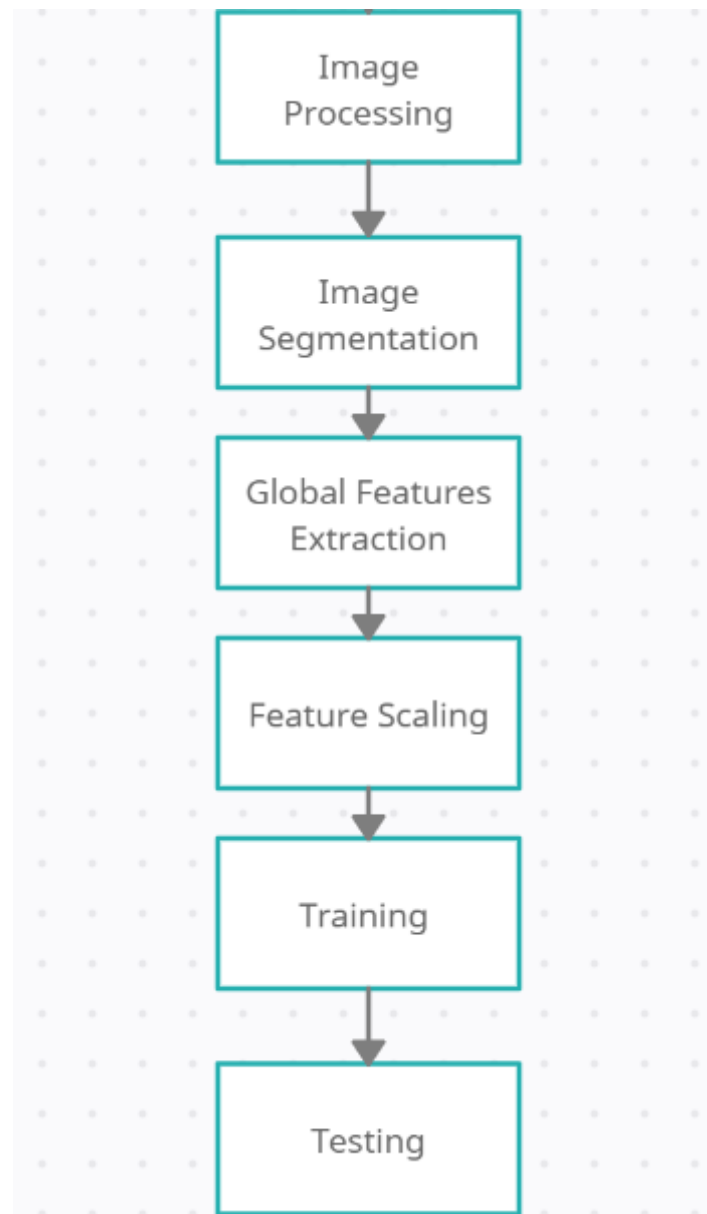 Image
Processing
Image
Segmentation
Global Features
Extraction
Feature Scaling
Training
Testing